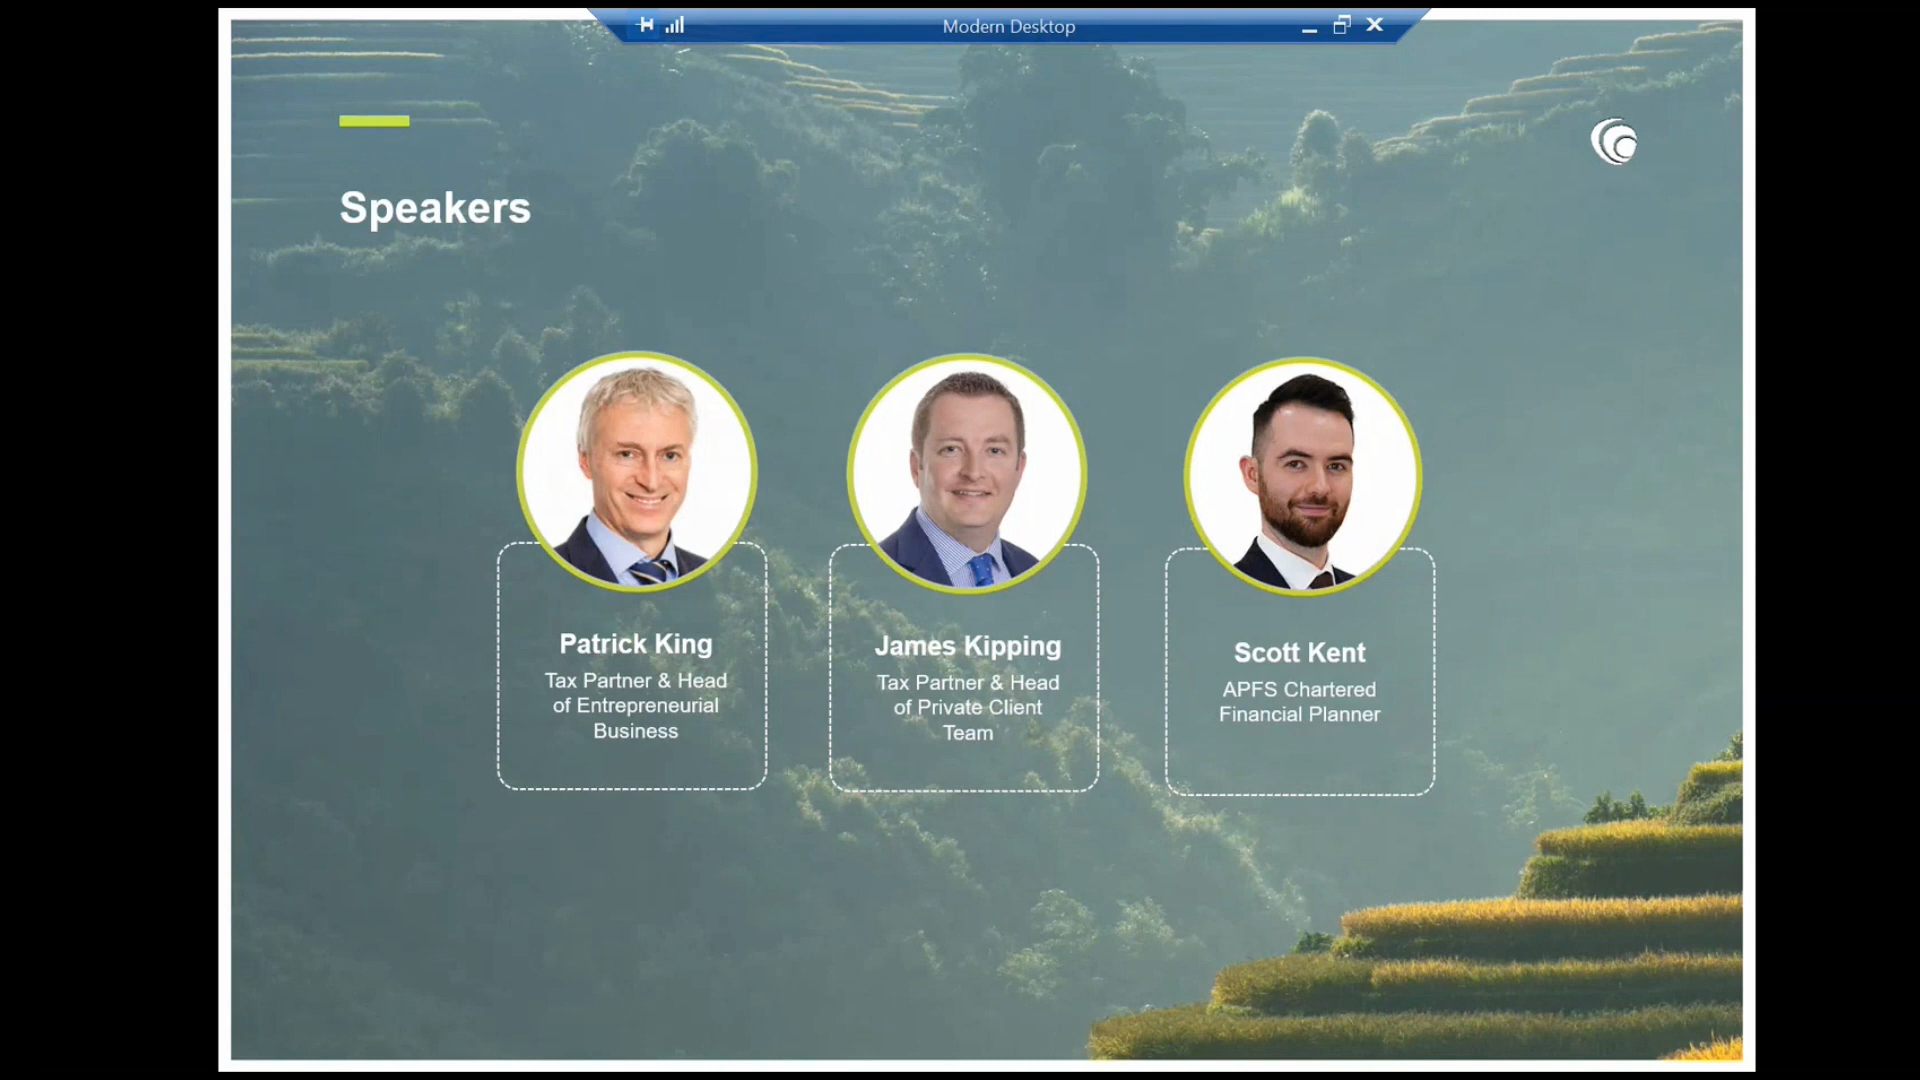 Modern Desktop
Speakers
Patrick King
Tax Partner & Head
of Entrepreneurial
Business
James Kipping
Tax Partner & Head
of Private Client
Team
Scott Kent
APFS Chartered
Financial Planner